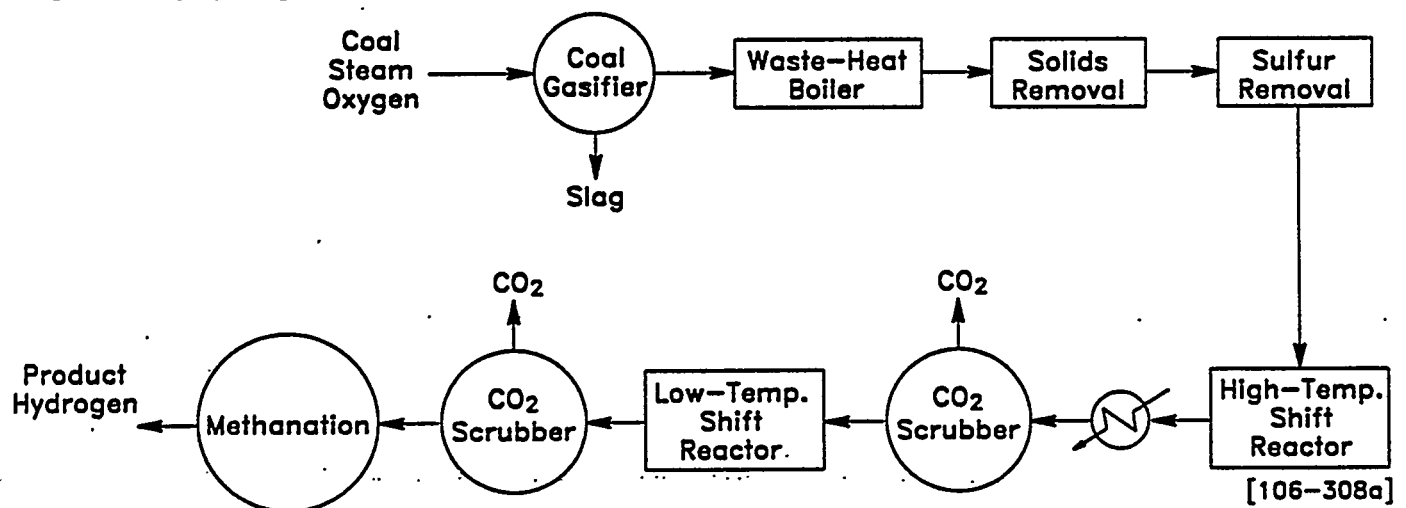 Coal
Steam
Oxygen
Coal
Gasifier
Waste-Heat
Boiler
Solids
Removal
Sulfur
Removal
Slag
CO2
CO2
Product
Hydrogen
Methanation
CO2
Scrubber
Low-Temp.
Shift
Reactor
CO2
Scrubber
High-Temp.
Shift
Reactor
[106-308a]